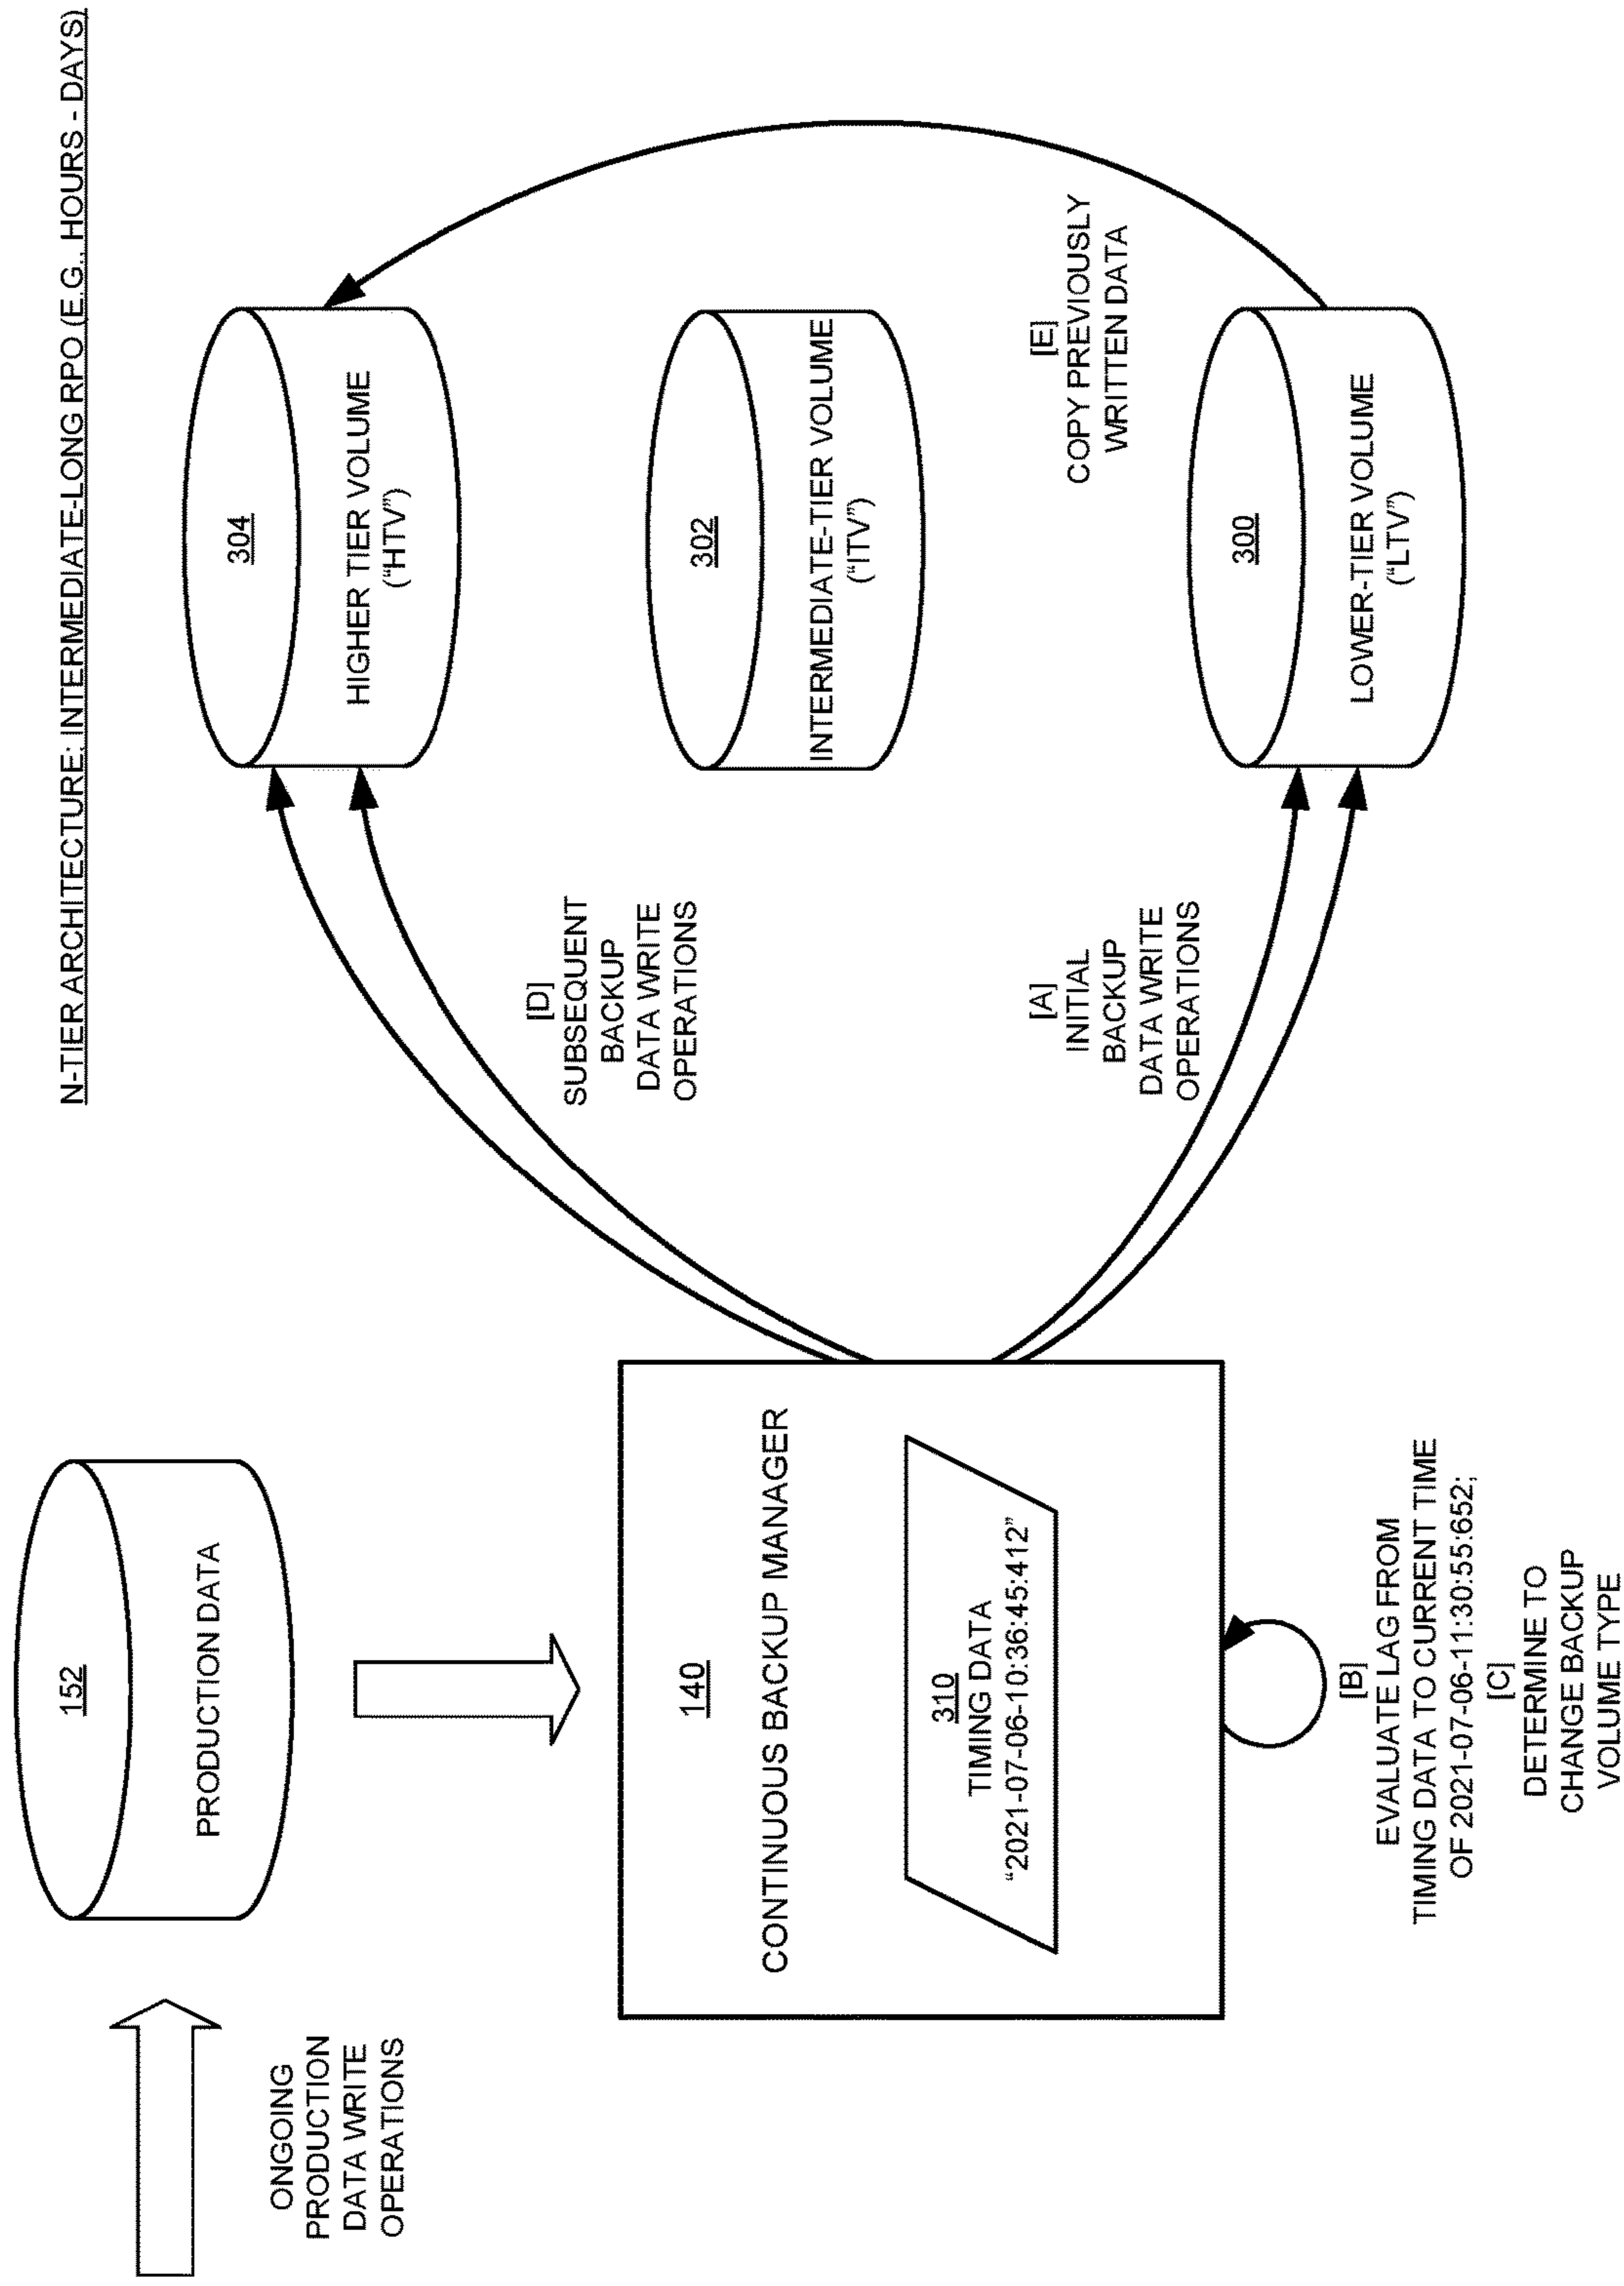 N-TIER ARCHITECTURE: INTERMEDIATE-LONG RPO (E.G., HOURS - DAYS)
ONGOING
PRODUCTION
DATA WRITE
OPERATIONS
152
PRODUCTION DATA
140
CONTINUOUS BACKUP MANAGER
310
TIMING DATA
“2021-07-06-10:36:45:412”
[B]
EVALUATE LAG FROM
TIMING DATA TO CURRENT TIME
OF 2021-07-06-11:30:55:652;
[C]
DETERMINE TO
CHANGE BACKUP
VOLUME TYPE
[D]
SUBSEQUENT
BACKUP
DATA WRITE
OPERATIONS
[A]
INITIAL
BACKUP
DATA WRITE
OPERATIONS
304
HIGHER TIER VOLUME
(“HTV”)
302
INTERMEDIATE-TIER VOLUME
(“ITV”)
[E]
COPY PREVIOUSLY
WRITTEN DATA
300
LOWER-TIER VOLUME
(“LTV”)